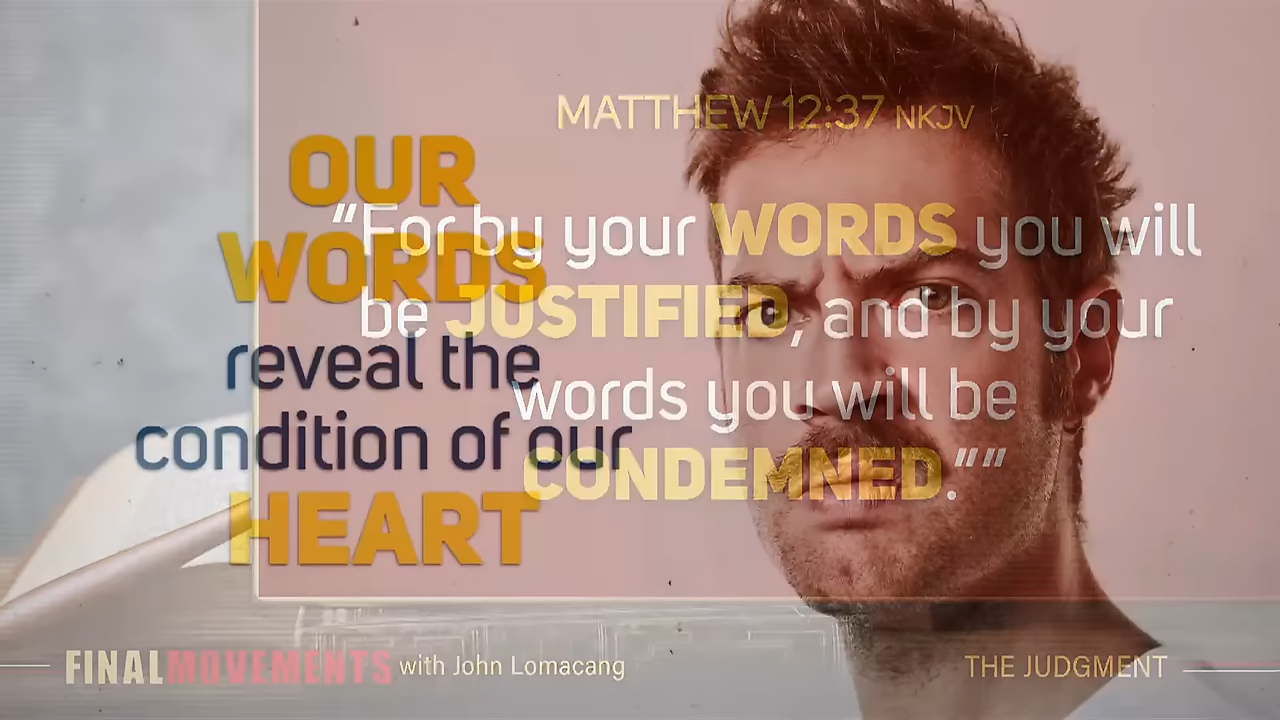 MATTHEW 12:37 NKJV
"For by your WORDS you will
be JUSTIFIED, and by your
words you will be
CONDEMNED.""
OUR
WORDS
reveal the
condition of our
HEART
FINALMOVEMENTS with John Lomacang
THE JUDGMENT